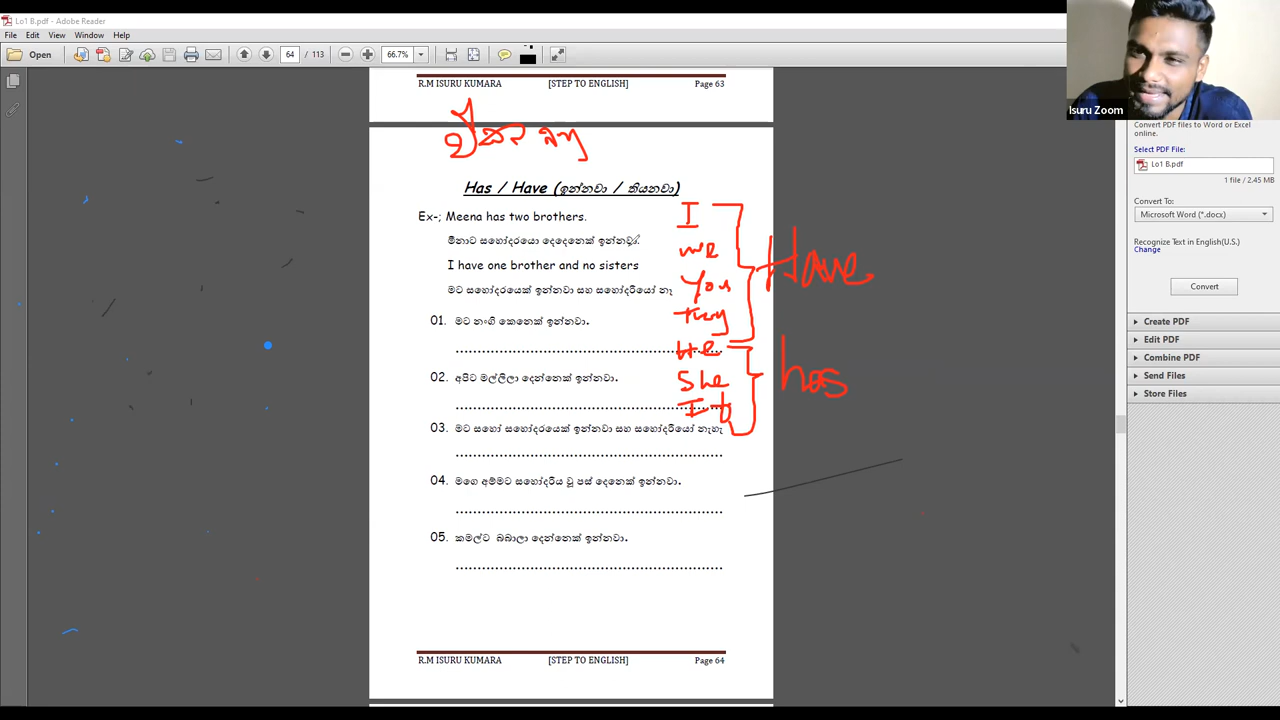 Lo1 B.pdf - Adobe Reader
File Edit View Window Help
Open 64 / 113 66.7%
R.M ISURU KUMARA [STEP TO ENGLISH] Page 63
Has / Have (ඉන්නවා / තියනවා)
Ex-; Meena has two brothers.
මීනාට සහෝදරයො දෙදෙනෙක් ඉන්නවා
I have one brother and no sisters
මට සහෝදරයෙක් ඉන්නවා සහ සහෝදරියෝ නෑ
01. මට නංගි කෙනෙක් ඉන්නවා.
02. අපිට මල්ලිලා දෙන්නෙක් ඉන්නවා.
03. මට සහෝ සහෝදරයෙක් ඉන්නවා සහ සහෝදරියෝ නැහැ
04. මගෙ අම්මට සහෝදරිය වූ පස් දෙනෙක් ඉන්නවා.
05. කමල්ට බබාලා දෙන්නෙක් ඉන්නවා.
I
we
You
They
Have
He
She
It
has
R.M ISURU KUMARA [STEP TO ENGLISH] Page 64
Isuru Zoom
Convert PDF files to Word or Excel
online.
Select PDF File:
Lo1 B.pdf
1 file / 2.45 MB
Convert To:
Microsoft Word (*.docx)
Recognize Text in English(U.S.)
Change
Convert
Create PDF
Edit PDF
Combine PDF
Send Files
Store Files